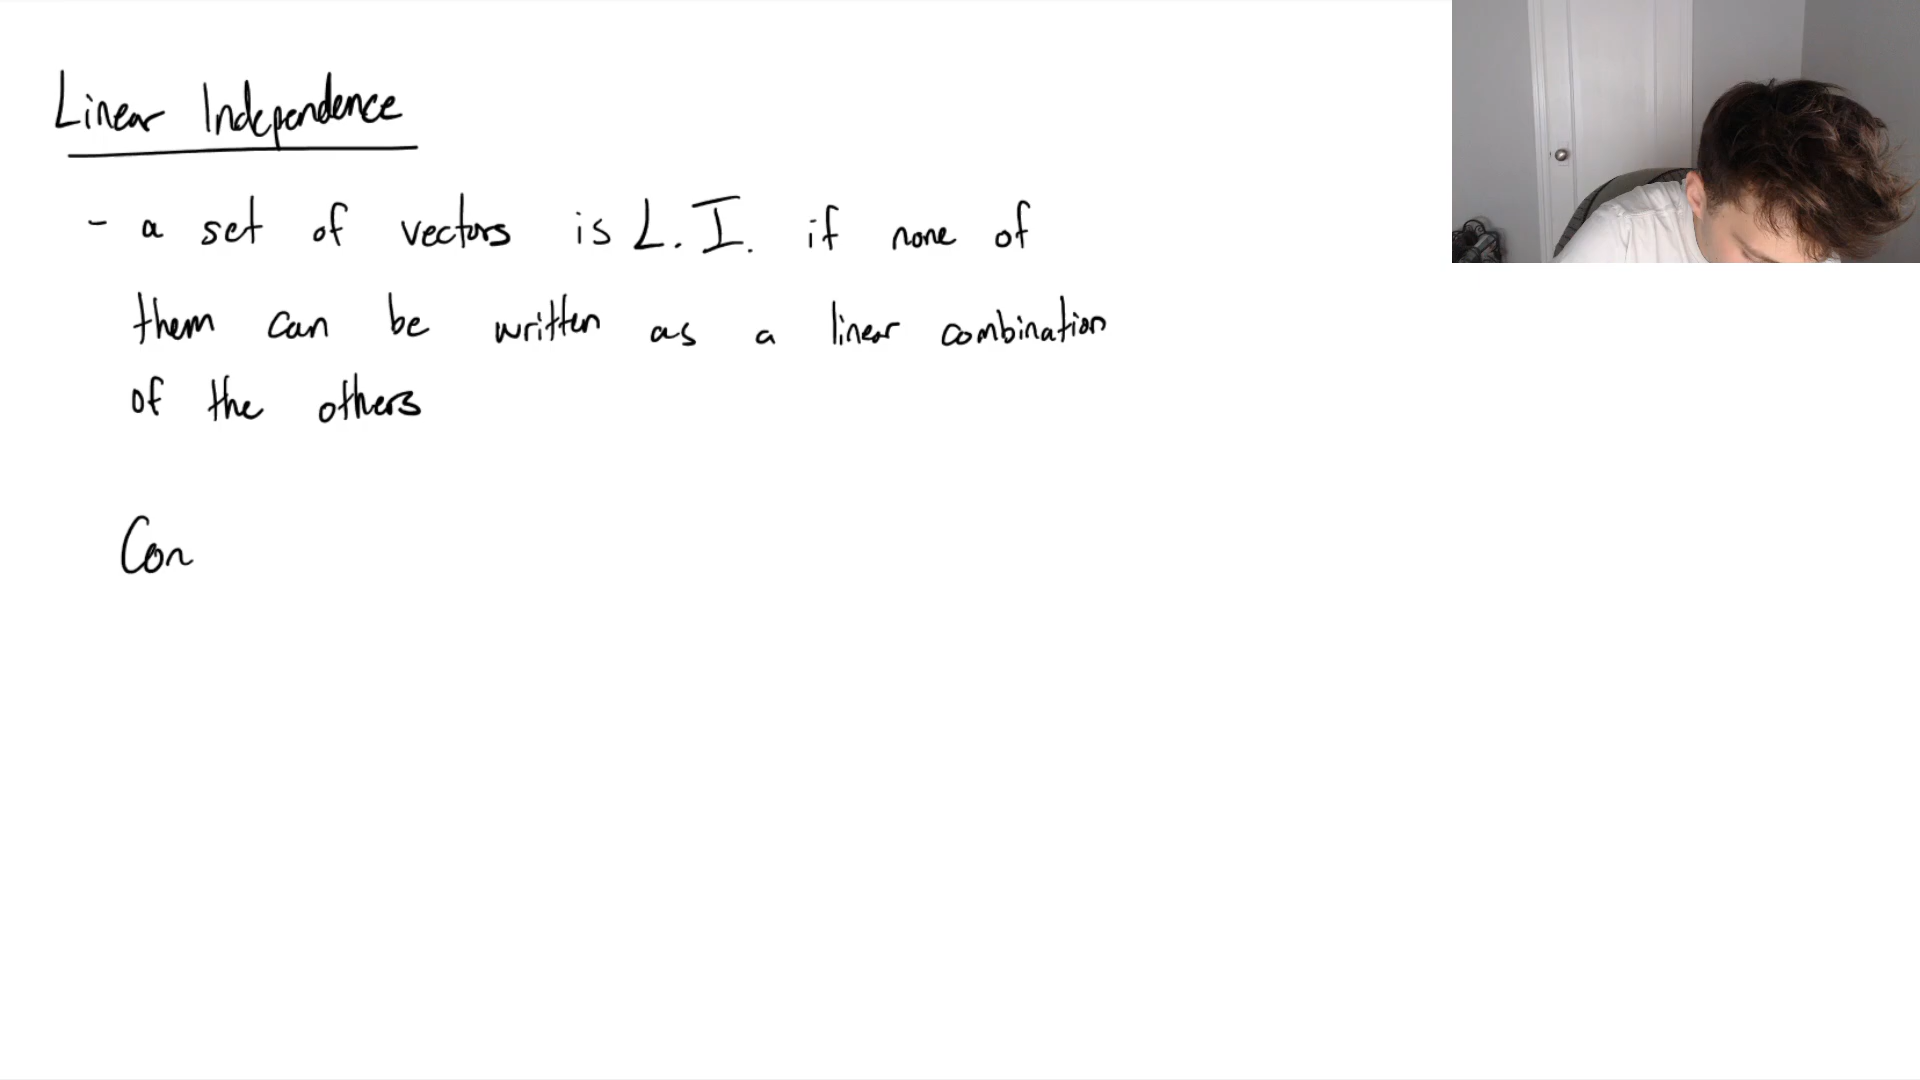 Linear Independence
- a set of vectors is L.I. if none of
them can be written as a linear combination
of the others
Con